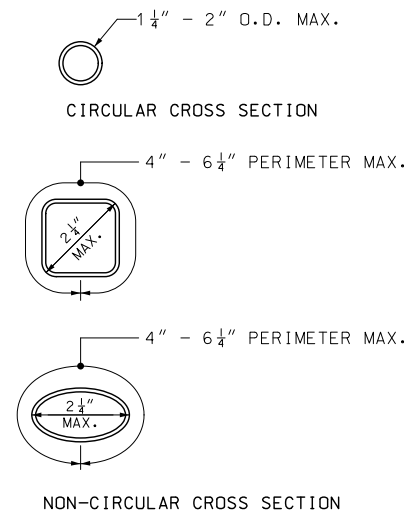 1 1/4" - 2" O.D. MAX.
CIRCULAR CROSS SECTION
4" - 6 1/4" PERIMETER MAX.
2 1/4"
MAX.
4" - 6 1/4" PERIMETER MAX.
2 1/4"
MAX.
NON-CIRCULAR CROSS SECTION